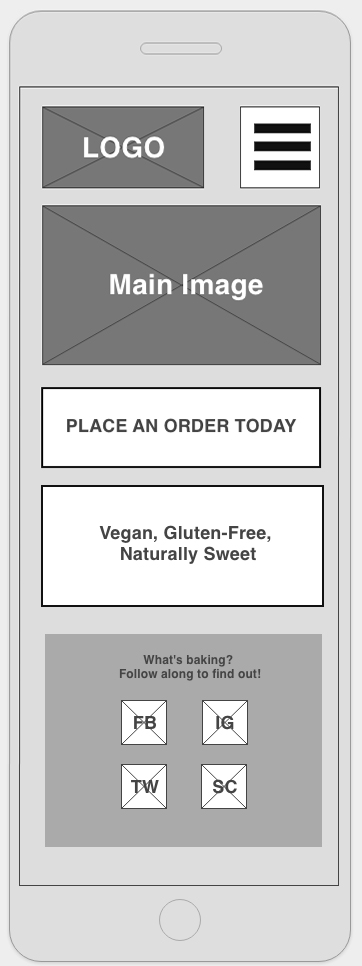 LOGO
Main Image
PLACE AN ORDER TODAY
Vegan, Gluten-Free,
Naturally Sweet
What's baking?
Follow along to find out!
FB IG
TW SC